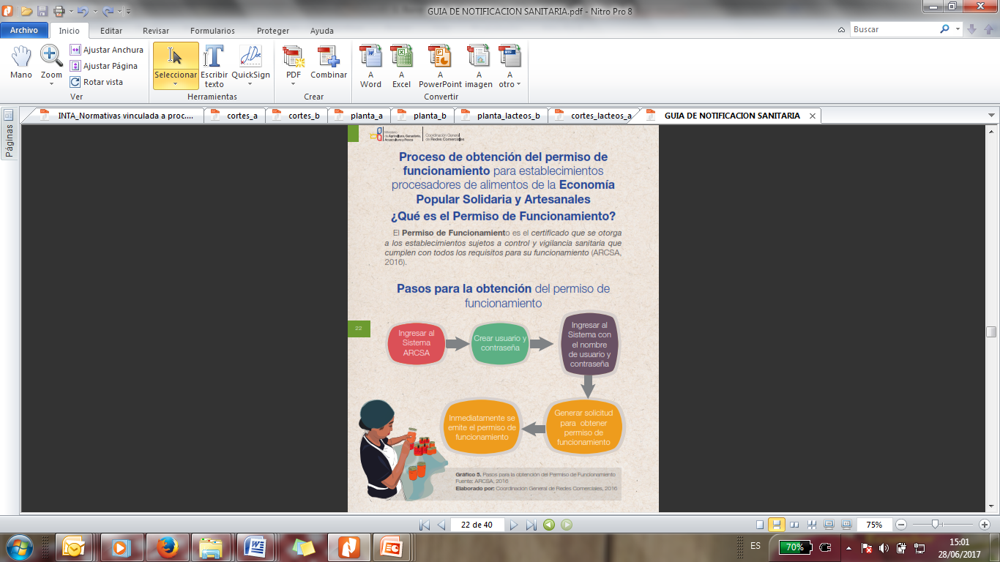 GUIA DE NOTIFICACION SANITARIA.pdf - Nitro Pro 8
Archivo Inicio Editar Revisar Formularios Proteger Ayuda Buscar
Mano
Zoom
Ajustar Anchura
Ajustar Página
Rotar vista
Ver
Seleccionar
Escribir
texto
QuickSign
Herramientas
PDF
Combinar
Crear
A
Word
A
Excel
A
PowerPoint
A
imagen
A
otro
Convertir
INTA_Normativas vinculada a proc.... cortes_a cortes_b planta_a planta_b planta_lacteos_b cortes_lacteos_a GUIA DE NOTIFICACION SANITARIA
Páginas
Ministerio
de Agricultura, Ganadería,
Acuacultura y Pesca
Coordinación General
de Redes Comerciales
Proceso de obtención del permiso de
funcionamiento para establecimientos
procesadores de alimentos de la Economía
Popular Solidaria y Artesanales
¿Qué es el Permiso de Funcionamiento?
El Permiso de Funcionamiento es el certificado que se otorga
a los establecimientos sujetos a control y vigilancia sanitaria que
cumplen con todos los requisitos para su funcionamiento (ARCSA,
2016).
Pasos para la obtención del permiso de
funcionamiento
22
Ingresar al
Sistema
ARCSA
Crear usuario y
contraseña
Ingresar al
Sistema con
el nombre
de usuario y
contraseña
Generar solicitud
para obtener
permiso de
funcionamiento
Inmediatamente se
emite el permiso de
funcionamiento
Gráfico 5. Pasos para la obtención del Permiso de Funcionamiento
Fuente: ARCSA, 2016
Elaborado por: Coordinación General de Redes Comerciales, 2016
22 de 40
75%
ES
70%
15:01
28/06/2017